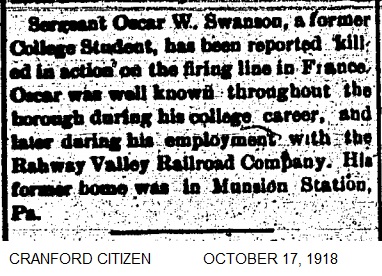 Sergeant Oscar W. Swanson, a former
College Student, has been reported 'kill-
ed in action' on the firing line in France.
Oscar was well known throughout the
borough during his college career, and
later during his employment with the
Rahway Valley Railroad Company. His
former home was in Munsion Station,
Pa.
CRANFORD CITIZEN OCTOBER 17, 1918